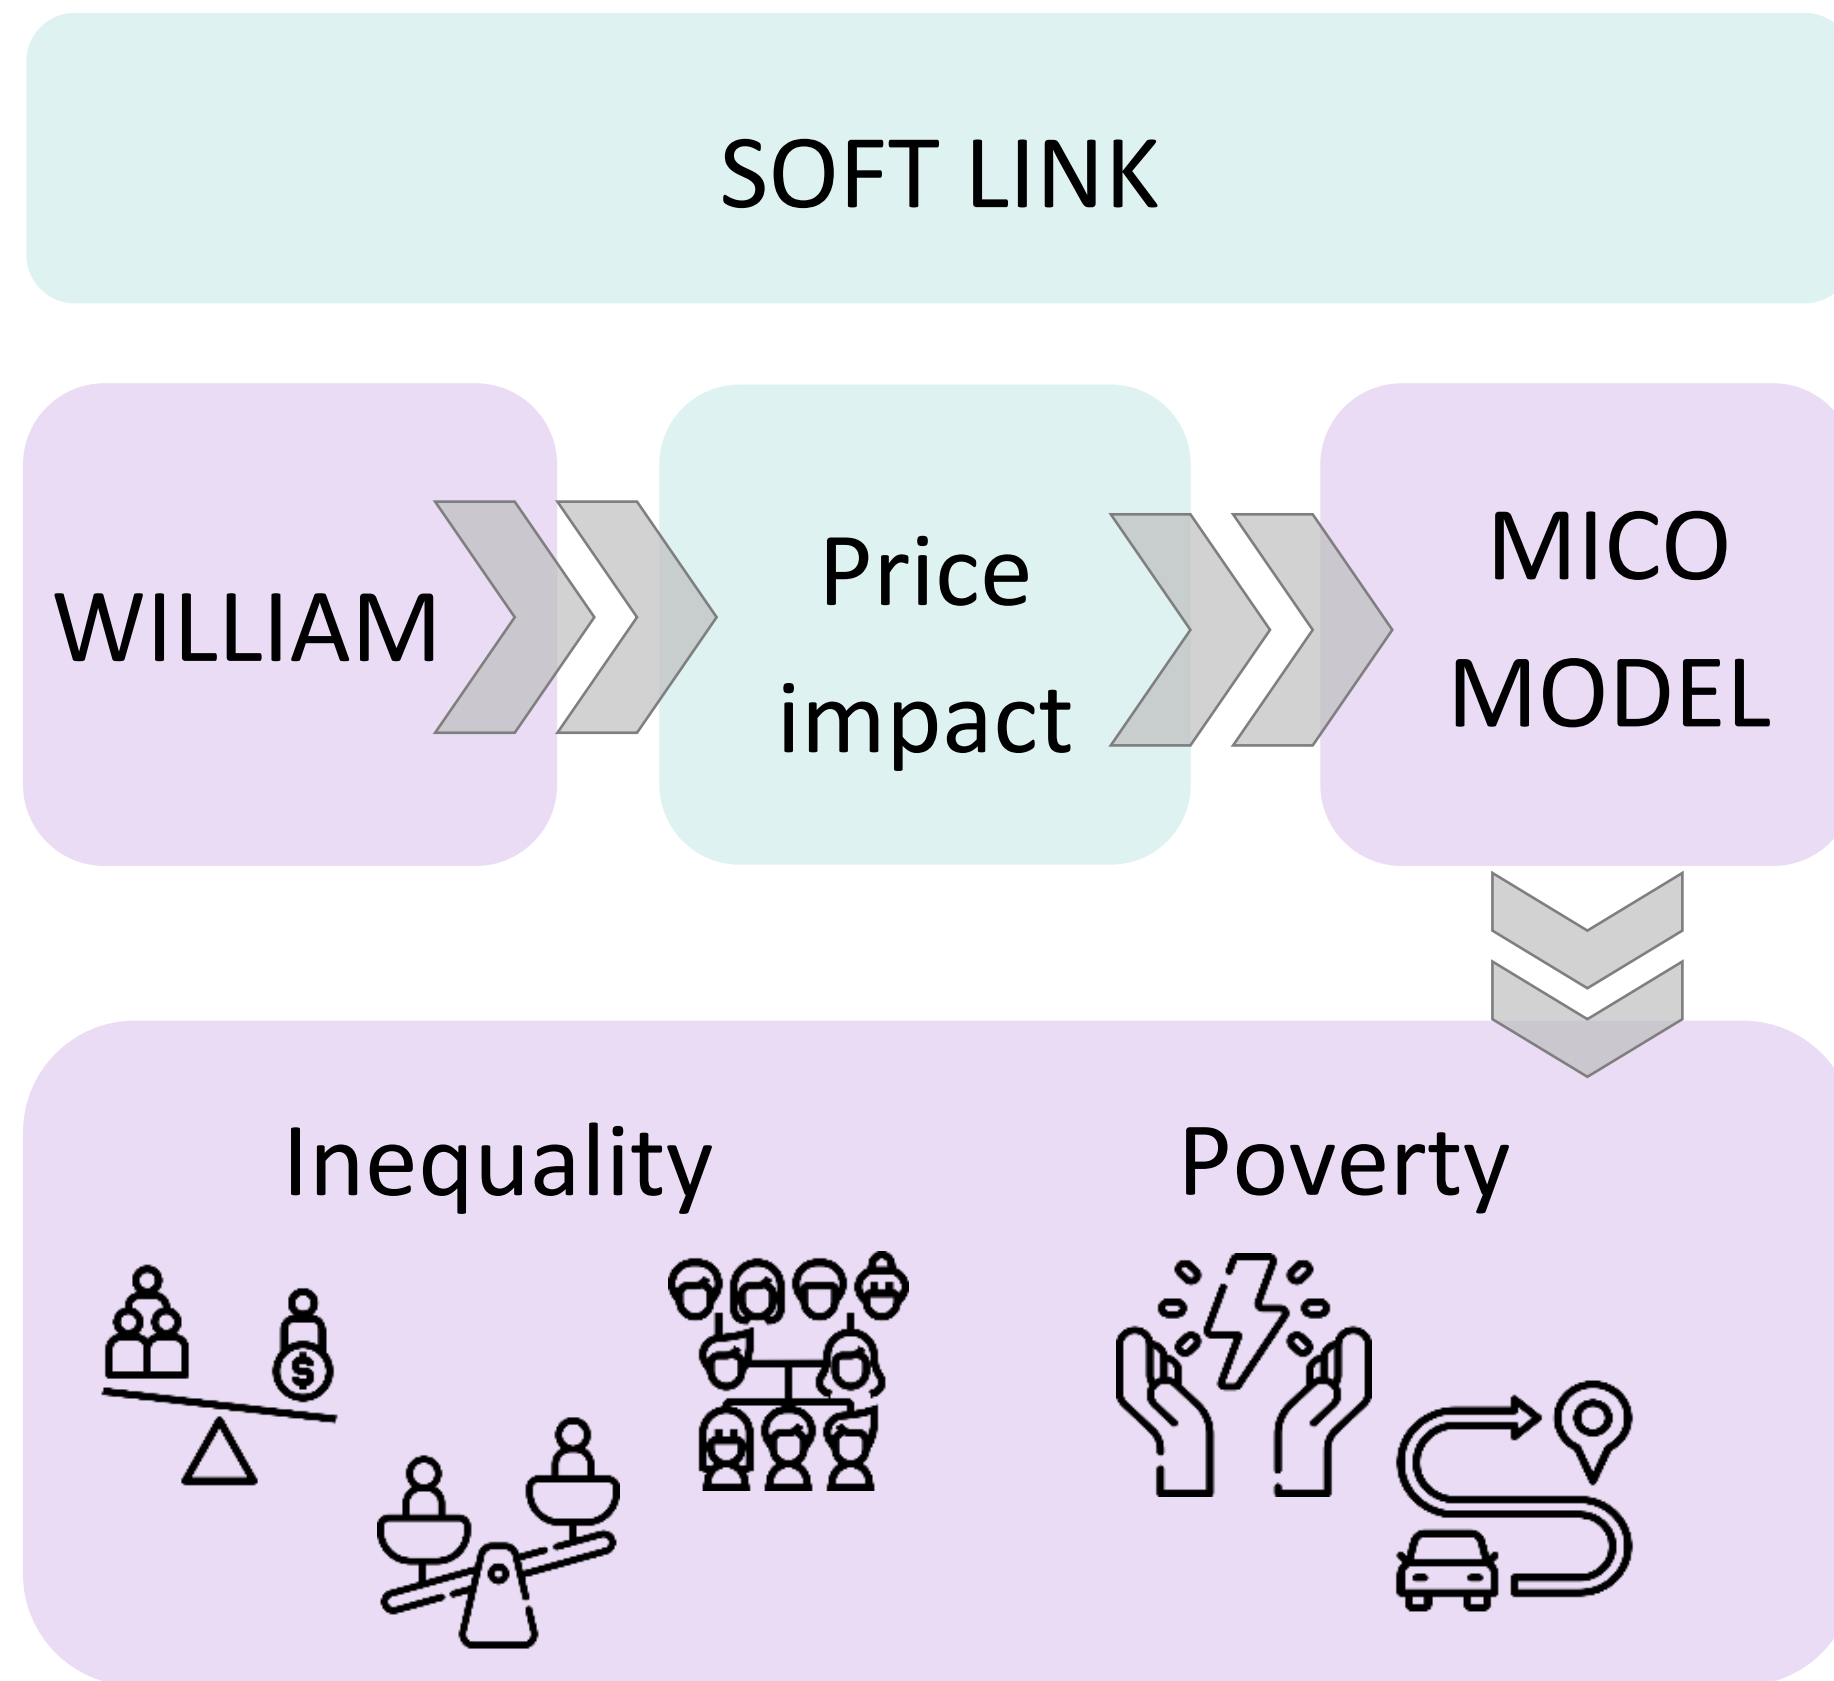 SOFT LINK
WILLIAM
Price
impact
MICO
MODEL
Inequality
Poverty
$